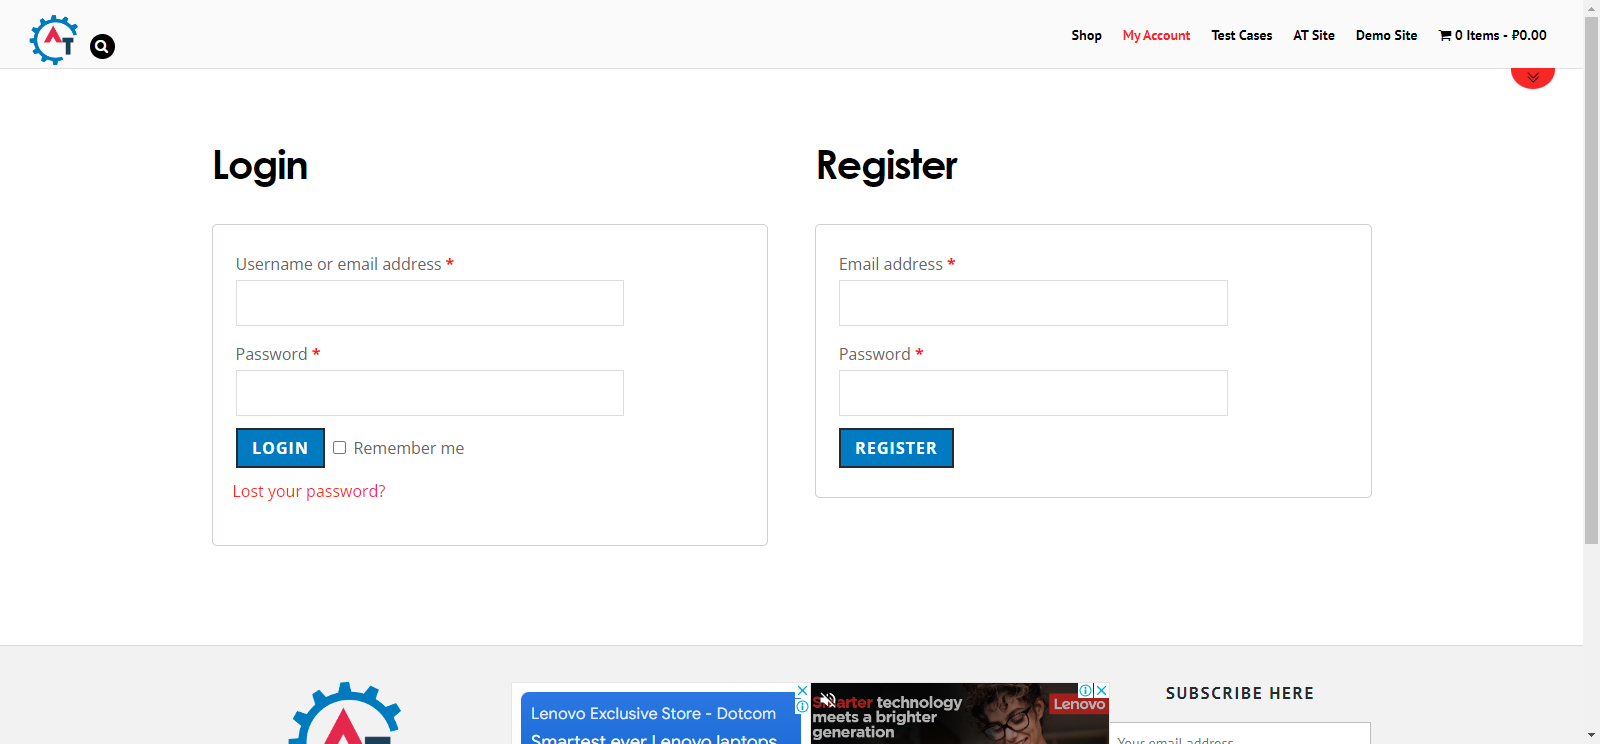 AT
Shop
My Account
Test Cases
AT Site
Demo Site
0 Items - ₽0.00
Login
Register
Username or email address *
Email address *
Password *
Password *
LOGIN
Remember me
REGISTER
Lost your password?
Lenovo Exclusive Store - Dotcom
Smartest ever Lenovo laptops
Smarter technology
meets a brighter
generation
Lenovo
SUBSCRIBE HERE
Your email address